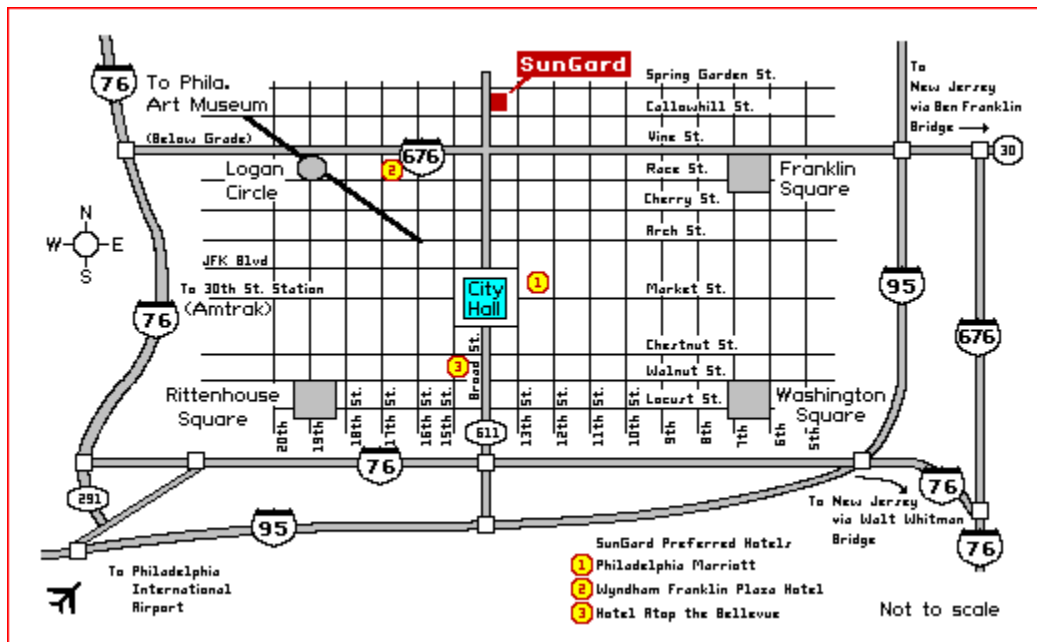 SunGard
76
To Phila.
Art Museum
(Below Grade)
Spring Garden St.
Callowhill St.
Vine St.
To
New Jersey
via Ben Franklin
Bridge
30
676
2
Logan
Circle
Race St.
Franklin
Square
Cherry St.
Arch St.
N
W
E
S
JFK Blvd
To 30th St. Station
(Amtrak)
76
City
Hall
1
Market St.
95
676
Chestnut St.
3
Walnut St.
Broad St.
Rittenhouse
Square
Locust St.
Washington
Square
20th
19th
18th St.
17th St.
16th St.
15th St.
611
13th St.
12th St.
11th St.
10th St.
9th St.
8th St.
7th St.
6th St.
5th St.
76
291
76
95
To New Jersey
via Walt Whitman
Bridge
76
To Philadelphia
International
Airport
SunGard Preferred Hotels
1 Philadelphia Marriott
2 Wyndham Franklin Plaza Hotel
3 Hotel Atop the Bellevue
Not to scale